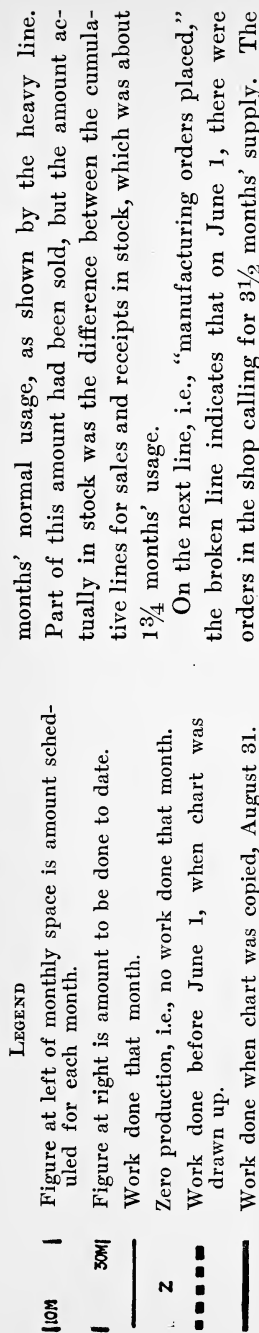 LEGEND
10M Figure at left of monthly space is amount sched-
uled for each month.
30M Figure at right is amount to be done to date.
Work done that month.
Z Zero production, i.e., no work done that month.
Work done before June 1, when chart was
drawn up.
Work done when chart was copied, August 31.
months' normal usage, as shown by the heavy line.
Part of this amount had been sold, but the amount ac-
tually in stock was the difference between the cumula-
tive lines for sales and receipts in stock, which was about
1¾ months' usage.
On the next line, i.e., “manufacturing orders placed,”
the broken line indicates that on June 1, there were
orders in the shop calling for 3½ months' supply. The